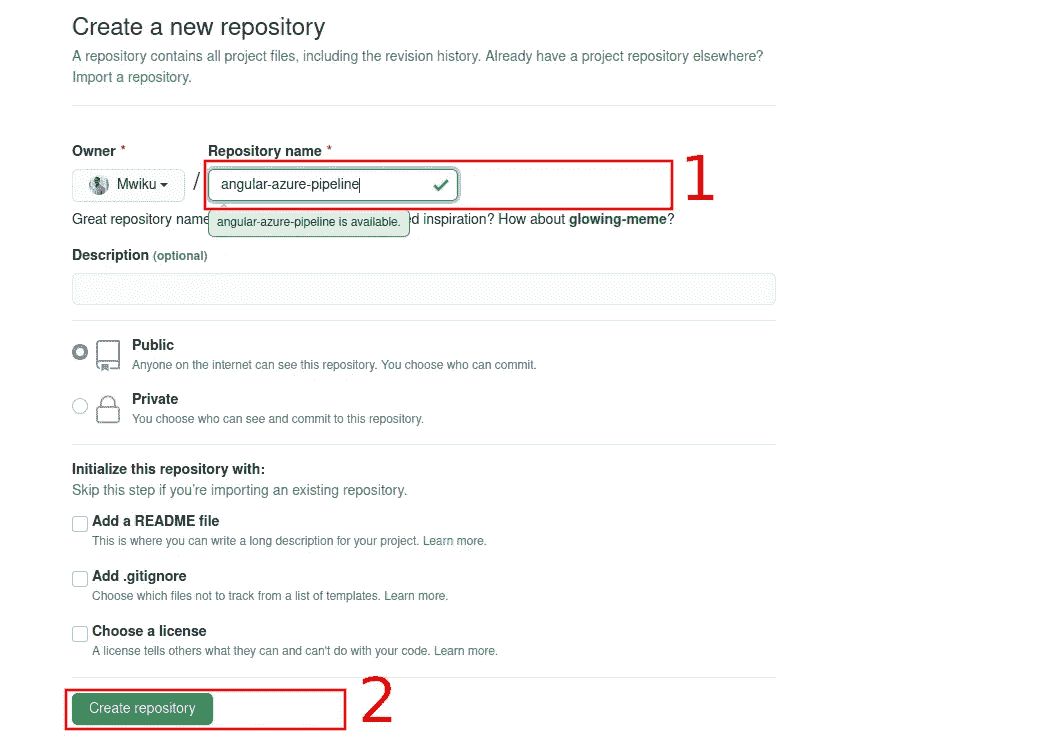 Create a new repository
A repository contains all project files, including the revision history. Already have a project repository elsewhere?
Import a repository.
Owner * Repository name *
Mwiku / angular-azure-pipeline 1
Great repository name angular-azure-pipeline is available. inspiration? How about glowing-meme?
Description (optional)
Public
Anyone on the internet can see this repository. You choose who can commit.
Private
You choose who can see and commit to this repository.
Initialize this repository with:
Skip this step if you’re importing an existing repository.
Add a README file
This is where you can write a long description for your project. Learn more.
Add .gitignore
Choose which files not to track from a list of templates. Learn more.
Choose a license
A license tells others what they can and can't do with your code. Learn more.
Create repository 2